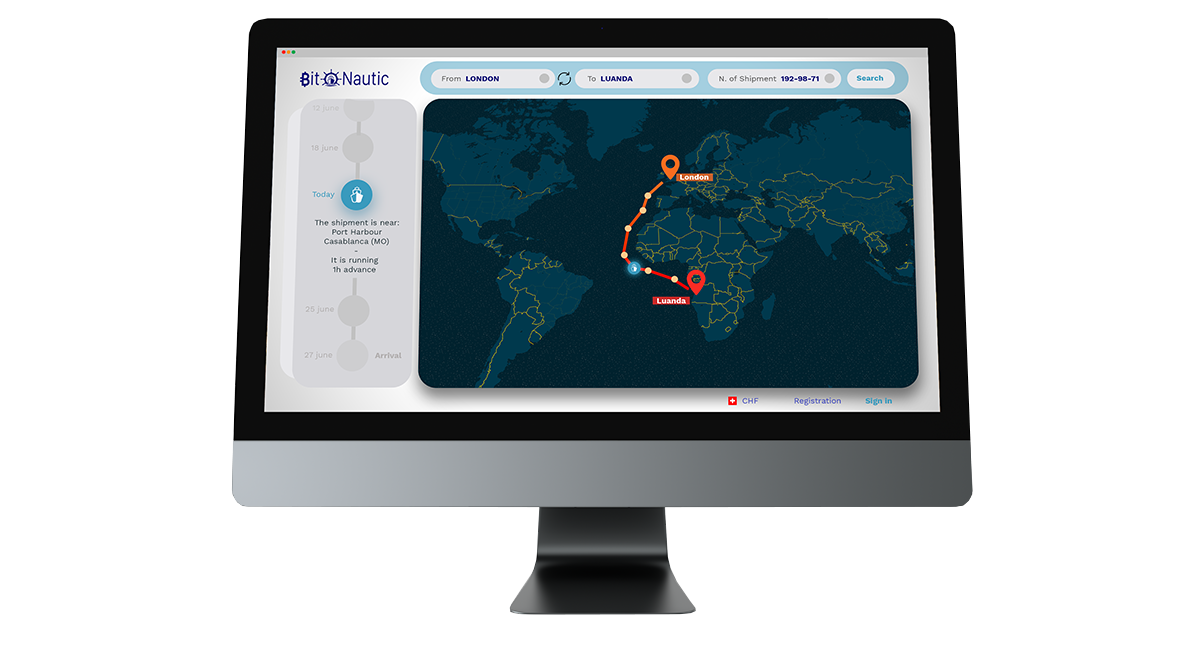 BitNautic
From LONDON
To LUANDA
N. of Shipment 192-98-71
Search
12 june
18 june
Today
The shipment is near:
Port Harbour
Casablanca (MO)
-
It is running
1h advance
25 june
27 june
Arrival
London
Luanda
CHF
Registration
Sign in